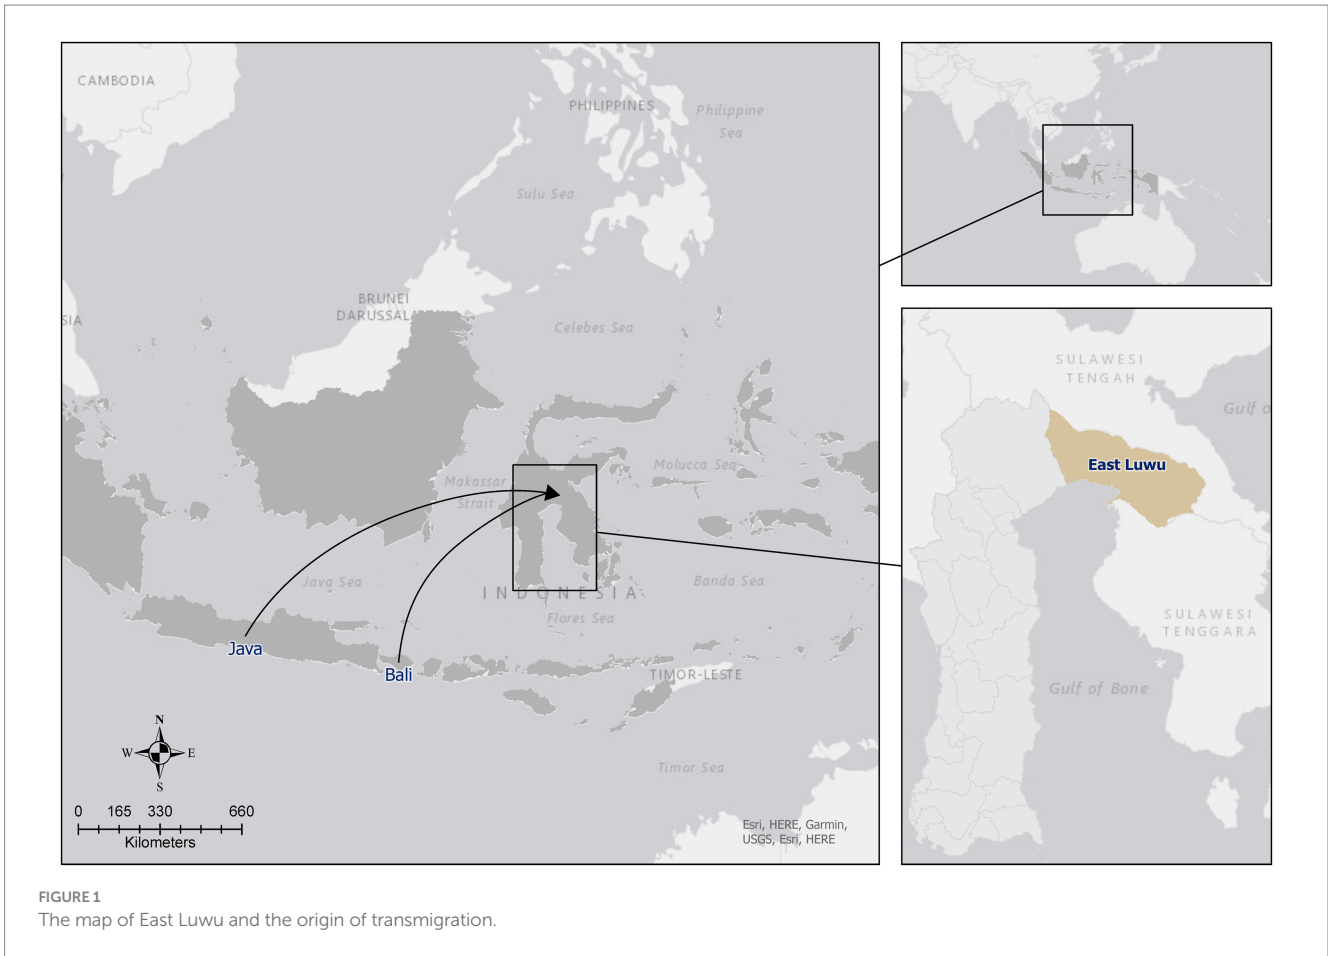 CAMBODIA
PHILIPPINES
Philippine
Sea
Sulu Sea
BRUNEI
DARUSSALA
SIA
Celebes Sea
Molucca Sea
Makassar
Strait
Java Sea
Banda Sea
INDONESIA
Flores Sea
Java
Bali
TIMOR-LESTE
Timor Sea
N
W
E
S
0 165 330 660
Kilometers
Esri, HERE, Garmin,
USGS, Esri, HERE
SULAWESI
TENGAH
Gulf o
East Luwu
SULAWESI
TENGGARA
Gulf of Bone
FIGURE 1
The map of East Luwu and the origin of transmigration.